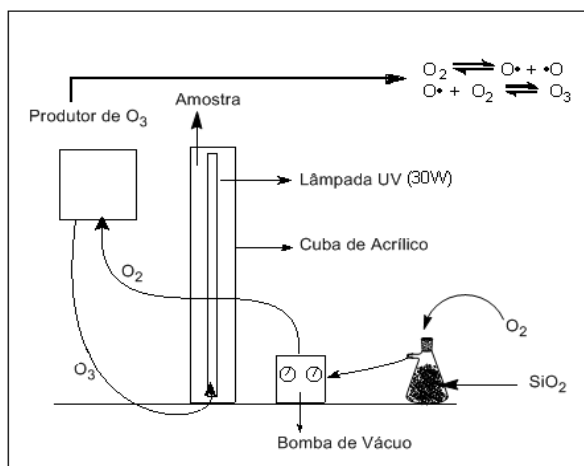 O₂ ⇌ O• + •O
O• + O₂ ⇌ O₃
Amostra
Produtor de O₃
Lâmpada UV (30W)
Cuba de Acrílico
O₂
O₂
O₃
SiO₂
Bomba de Vácuo